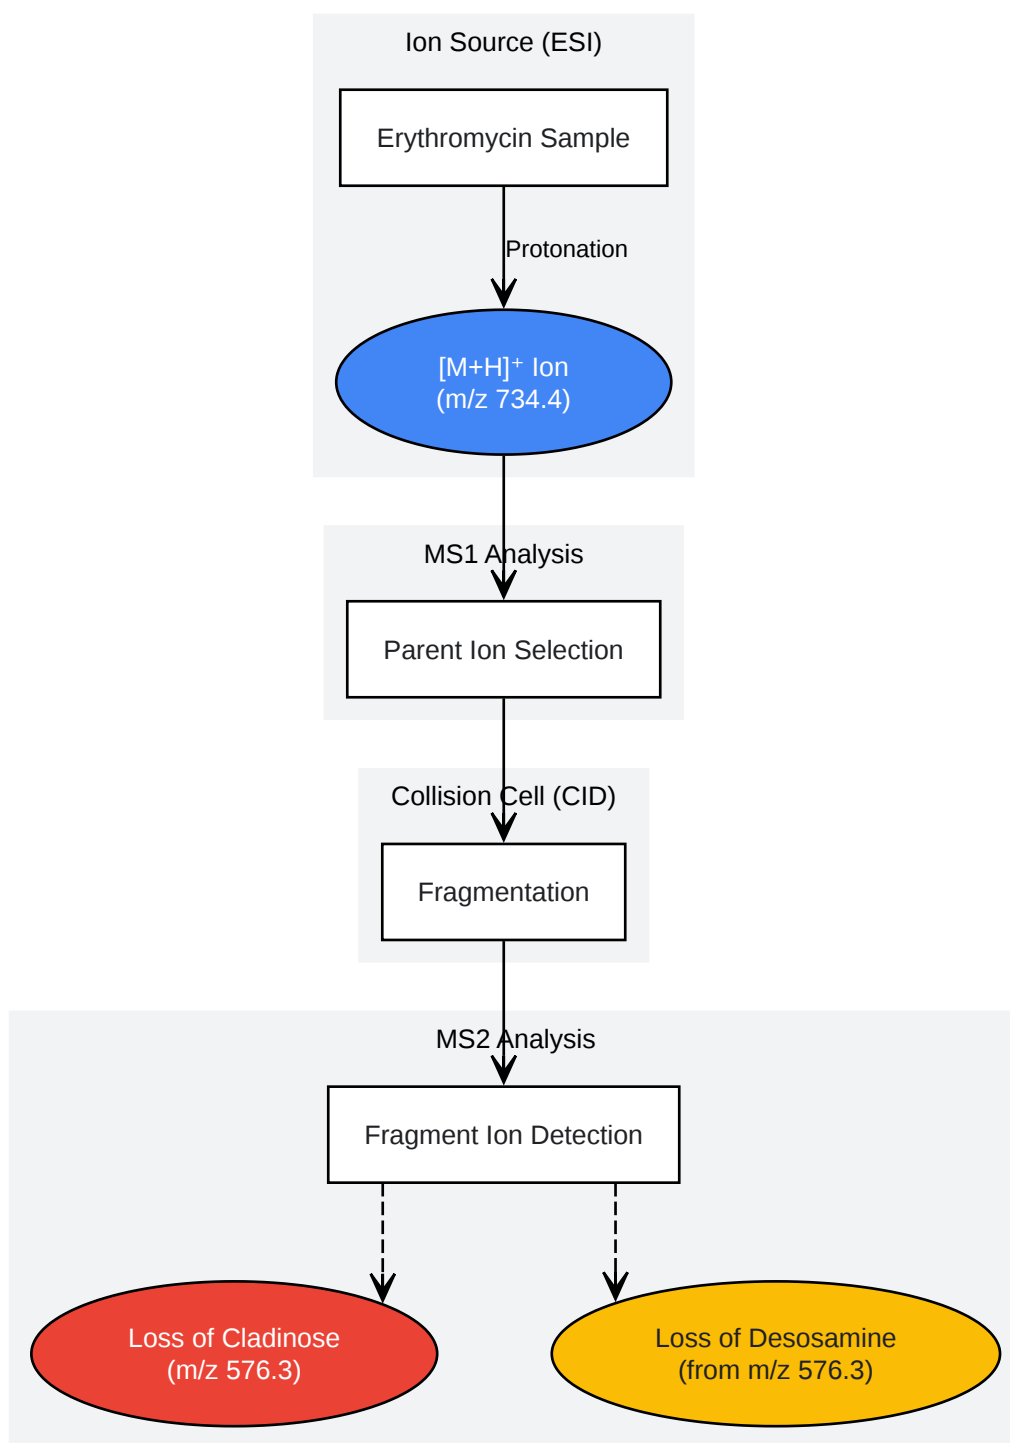 Ion Source (ESI)
Erythromycin Sample
Protonation
[M+H]⁺ Ion
(m/z 734.4)
MS1 Analysis
Parent Ion Selection
Collision Cell (CID)
Fragmentation
MS2 Analysis
Fragment Ion Detection
Loss of Cladinose
(m/z 576.3)
Loss of Desosamine
(from m/z 576.3)